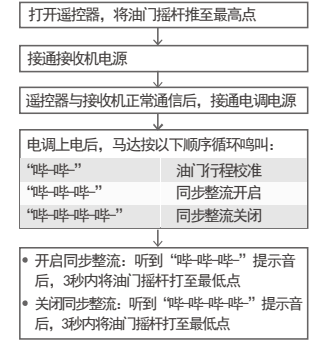 打开遥控器，将油门摇杆推至最高点
接通接收机电源
遥控器与接收机正常通信后，接通电调电源
电调上电后，马达按以下顺序循环鸣叫：
“哔-哔-” 油门行程校准
“哔-哔-哔-” 同步整流开启
“哔-哔-哔-哔-” 同步整流关闭
• 开启同步整流：听到“哔-哔-哔-”提示音
后，3秒内将油门摇杆打至最低点
• 关闭同步整流：听到“哔-哔-哔-哔-”提示音
后，3秒内将油门摇杆打至最低点